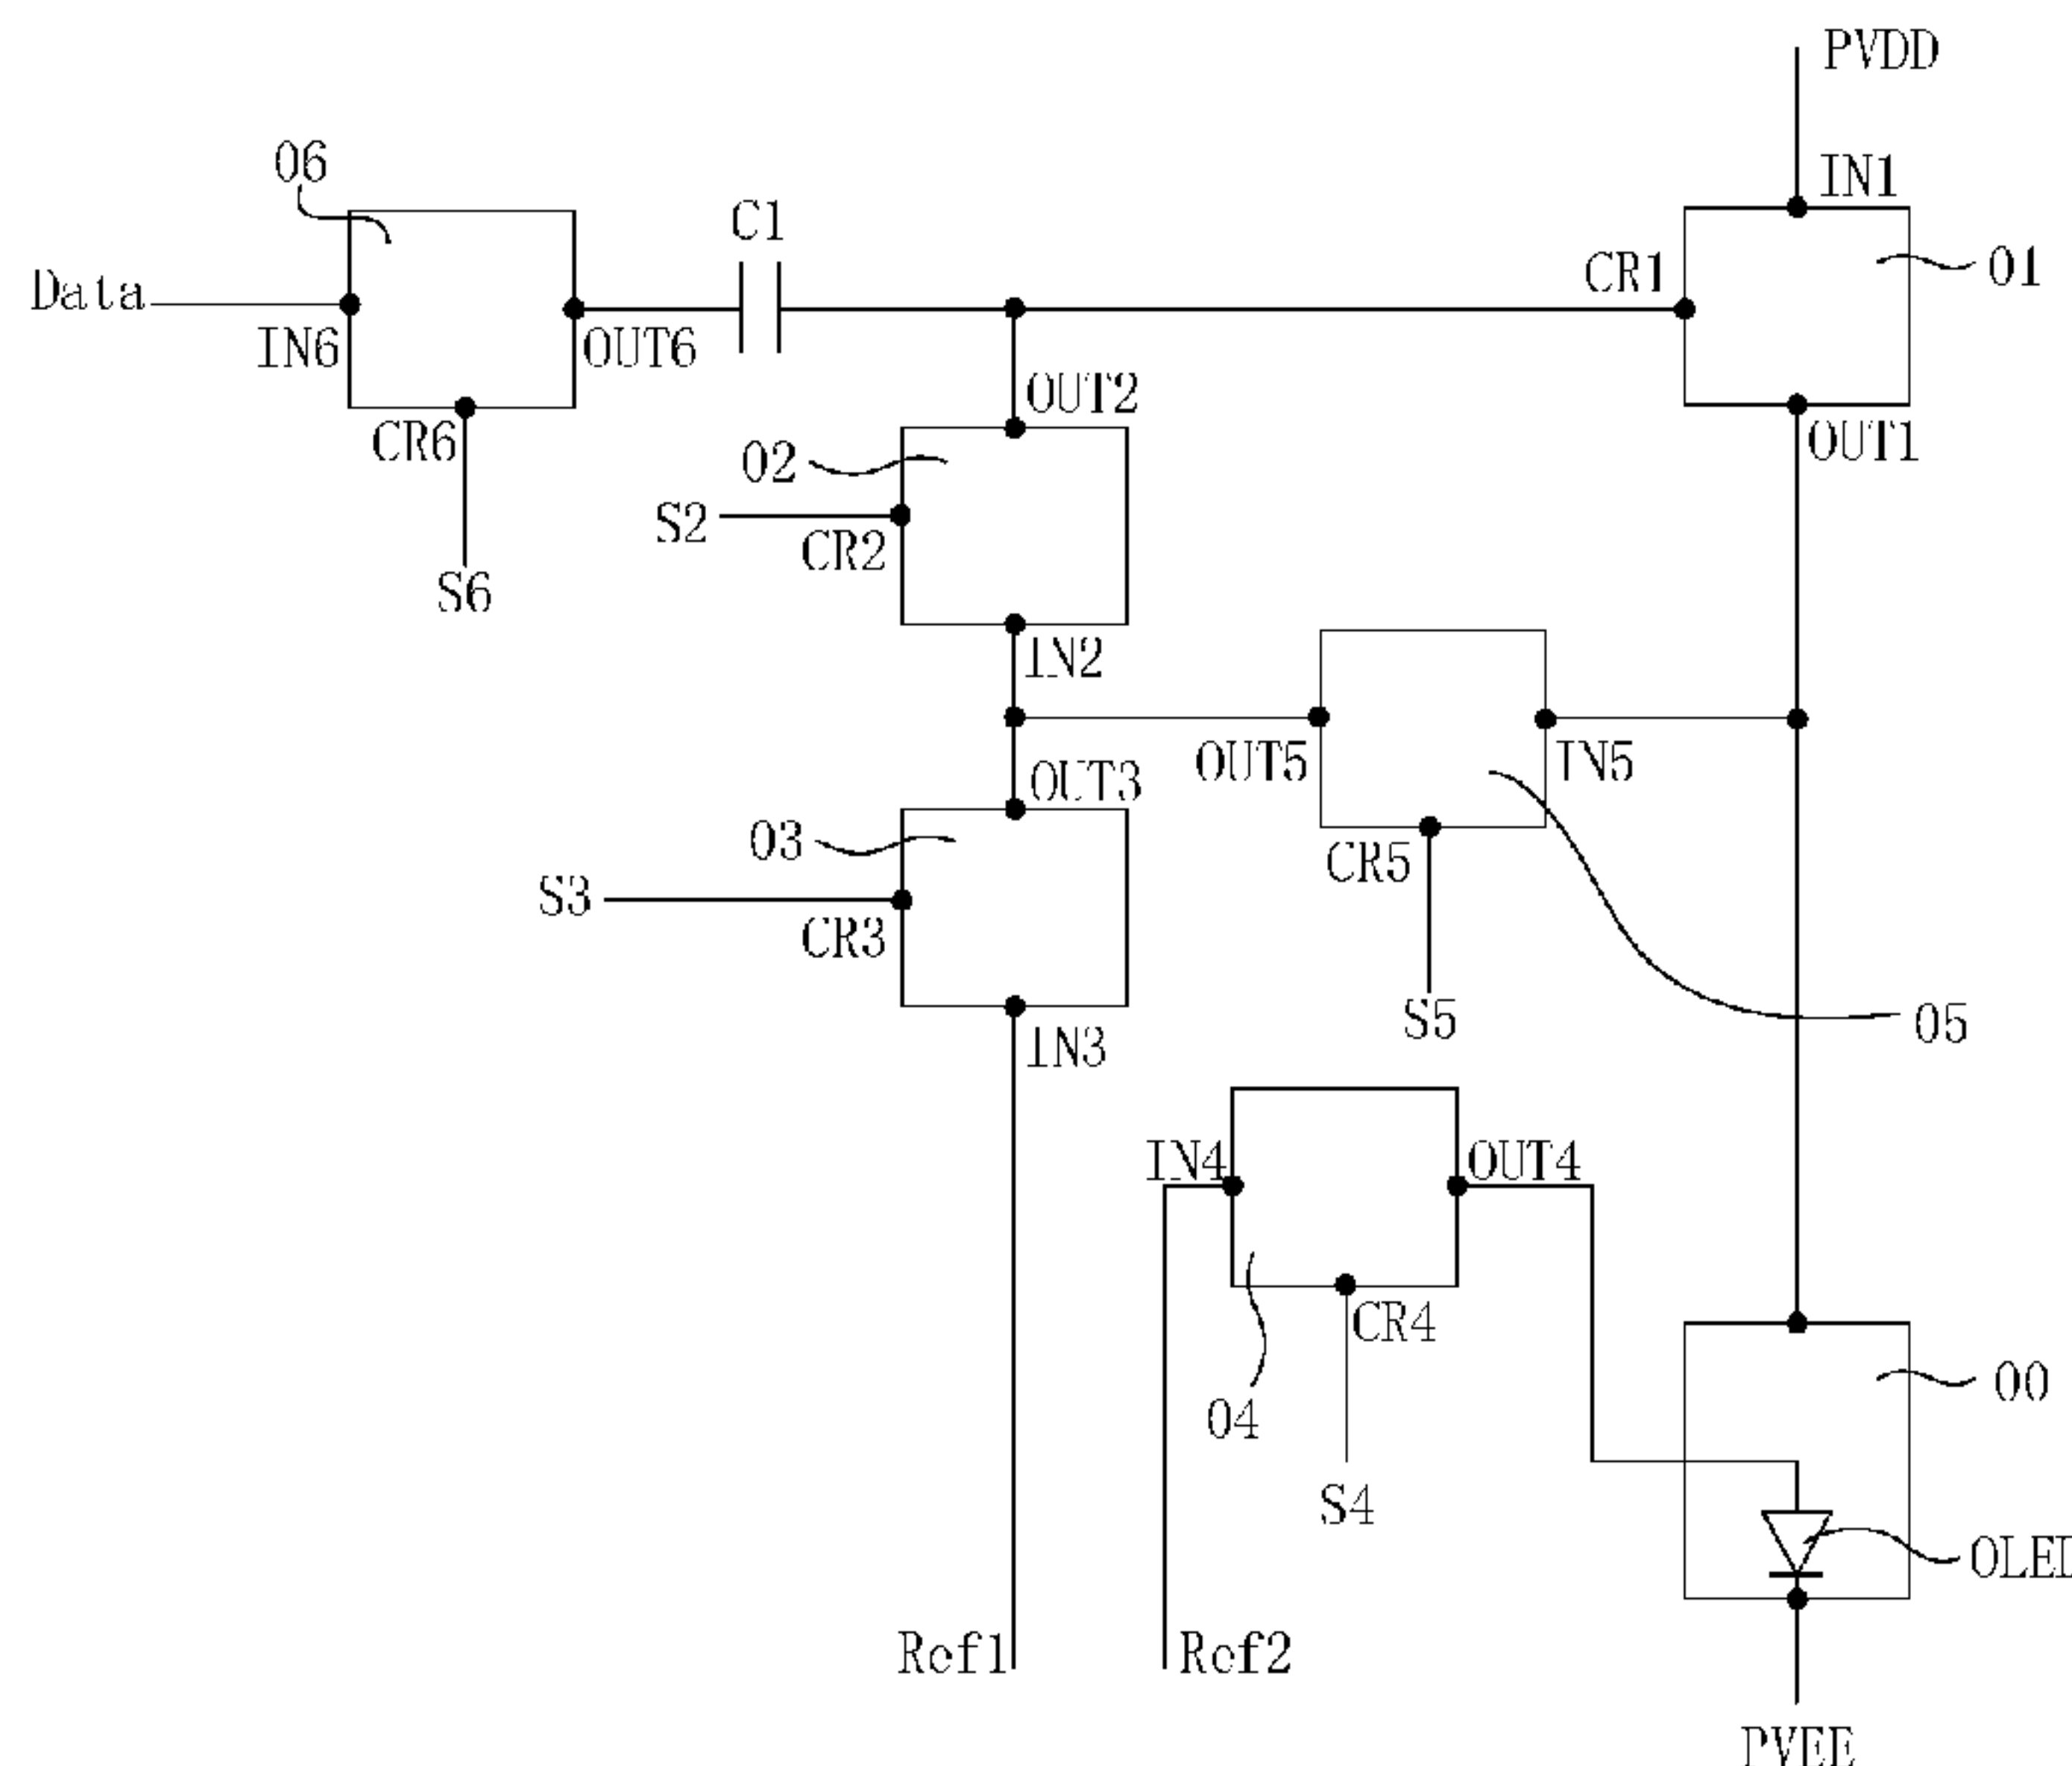 PVDD
IN1
06
C1
CR1
01
Data
IN6
OUT6
OUT2
OUT1
CR6
02
S2
CR2
S6
IN2
OUT5
IN5
OUT3
03
CR5
S3
CR3
S5
05
IN3
IN4
OUT4
CR4
00
04
S4
OLED
Ref1
Ref2
PVEE